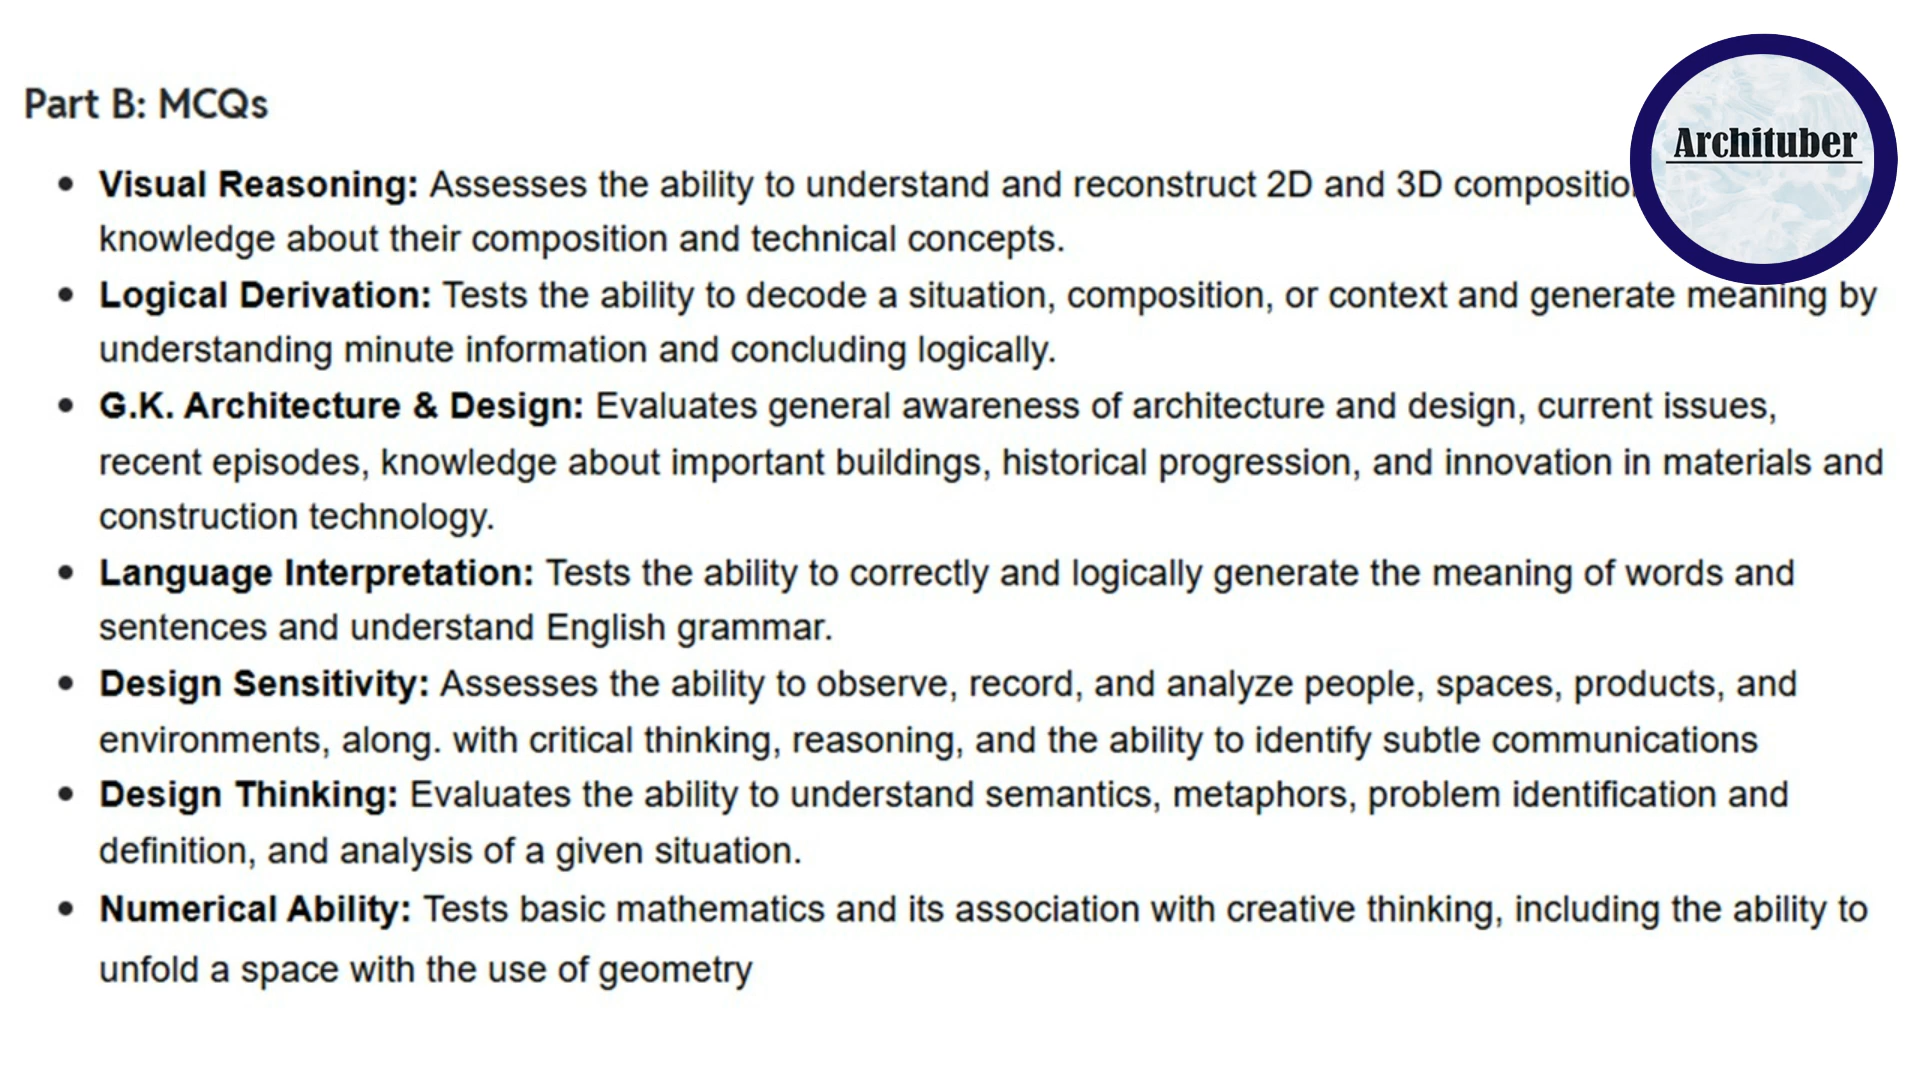 Part B: MCQs
Archituber
• Visual Reasoning: Assesses the ability to understand and reconstruct 2D and 3D
knowledge about their composition and technical concepts.
• Logical Derivation: Tests the ability to decode a situation, composition, or context and generate meaning by
understanding minute information and concluding logically.
• G.K. Architecture & Design: Evaluates general awareness of architecture and design, current issues,
recent episodes, knowledge about important buildings, historical progression, and innovation in materials and
construction technology.
• Language Interpretation: Tests the ability to correctly and logically generate the meaning of words and
sentences and understand English grammar.
• Design Sensitivity: Assesses the ability to observe, record, and analyze people, spaces, products, and
environments, along. with critical thinking, reasoning, and the ability to identify subtle communications
• Design Thinking: Evaluates the ability to understand semantics, metaphors, problem identification and
definition, and analysis of a given situation.
• Numerical Ability: Tests basic mathematics and its association with creative thinking, including the ability to
unfold a space with the use of geometry